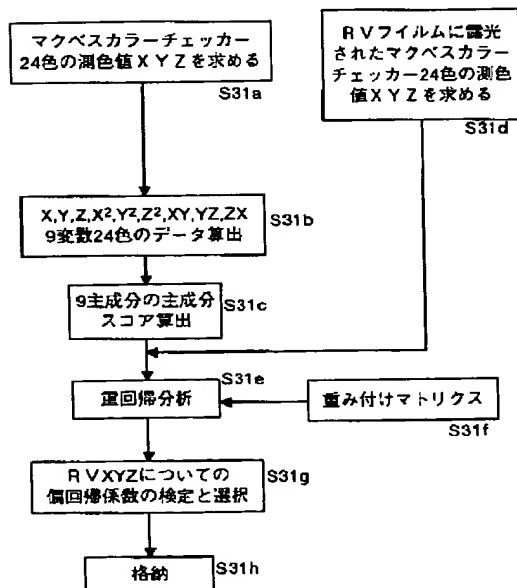 マクベスカラーチェッカー
24色の測色値XYZを求める
S31a
RVフイルムに露光
されたマクベスカラー
チェッカー24色の測色
値XYZを求める
S31d
X,Y,Z,X²,Y²,Z²,XY,YZ,ZX
9変数24色のデータ算出
S31b
9主成分の主成分
スコア算出
S31c
S31e
重回帰分析
重み付けマトリクス
S31f
RVXYZについての
偏回帰係数の検定と選択
S31g
格納
S31h